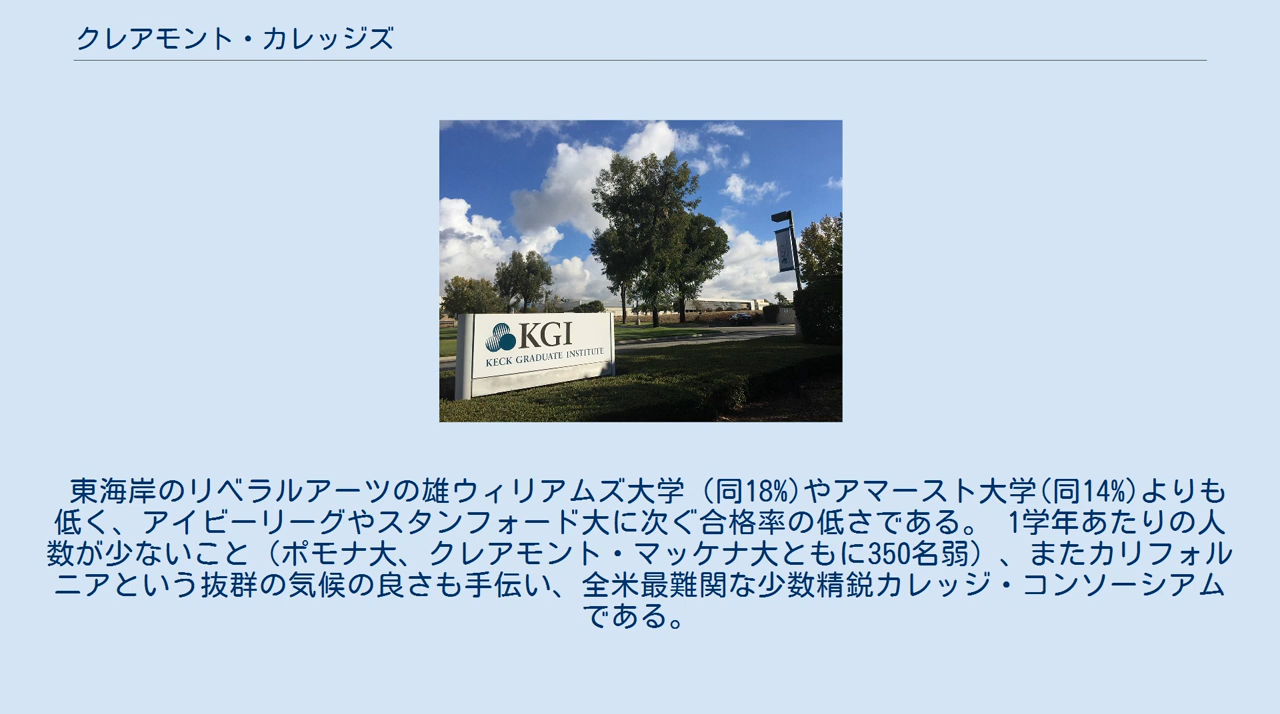 クレアモント・カレッジズ
KGI
KECK GRADUATE INSTITUTE
東海岸のリベラルアーツの雄ウィリアムズ大学（同18%)やアマースト大学(同14%)よりも
低く、アイビーリーグやスタンフォード大に次ぐ合格率の低さである。 1学年あたりの人
数が少ないこと（ポモナ大、クレアモント・マッケナ大ともに350名弱）、またカリフォル
ニアという抜群の気候の良さも手伝い、全米最難関な少数精鋭カレッジ・コンソーシアム
である。